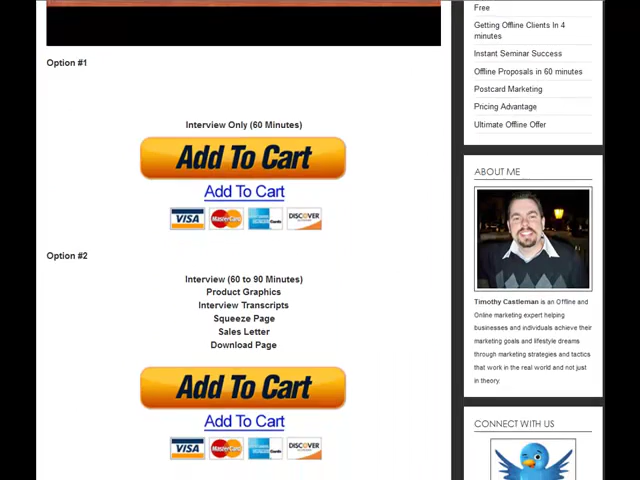 Option #1
Interview Only (60 Minutes)
Add To Cart
Add To Cart
VISA MasterCard DISCOVER
Option #2
Interview (60 to 90 Minutes)
Product Graphics
Interview Transcripts
Squeeze Page
Sales Letter
Download Page
Add To Cart
Add To Cart
VISA MasterCard DISCOVER
Free
Getting Offline Clients In 4
minutes
Instant Seminar Success
Offline Proposals in 60 minutes
Postcard Marketing
Pricing Advantage
Ultimate Offline Offer
ABOUT ME
Timothy Castleman is an Offline and
Online marketing expert helping
businesses and individuals achieve their
marketing goals and lifestyle dreams
through marketing strategies and tactics
that work in the real world and not just
in theory.
CONNECT WITH US